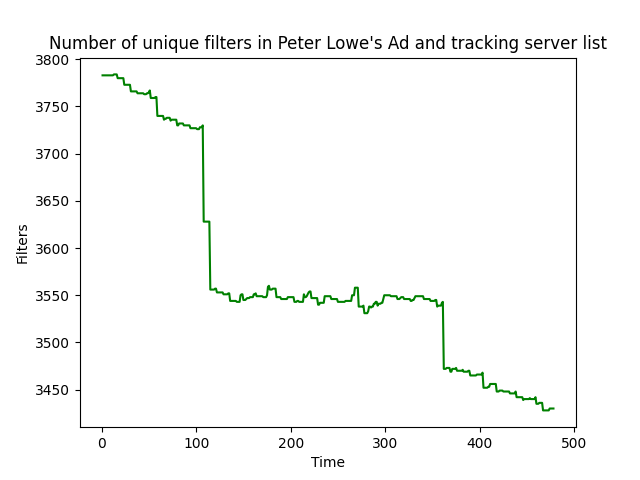 Number of unique filters in Peter Lowe's Ad and tracking server list
3800
3750
3700
3650
3600
3550
3500
3450
Filters
0 100 200 300 400 500
Time